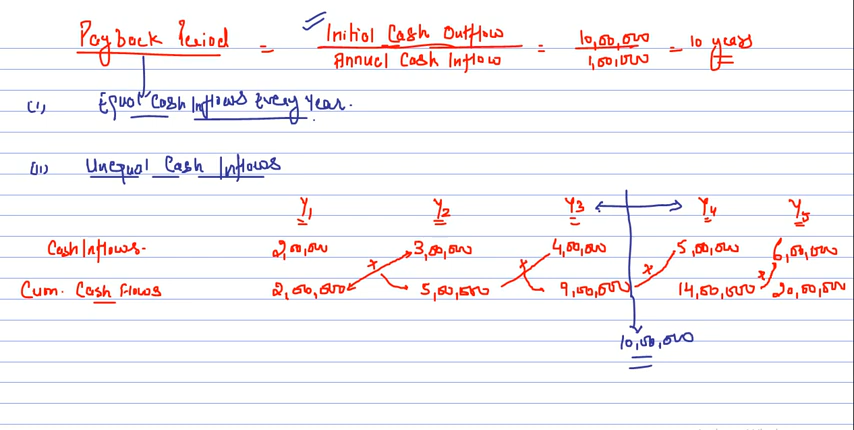 Payback Period = Initial Cash Outflow / Annual Cash Inflow = 10,00,000 / 1,00,000 = 10 years
(i) Equal Cash Inflows Every Year.
(ii) Unequal Cash Inflows
Y1 Y2 Y3 Y4 Y5
Cash Inflows- 2,00,000 3,00,000 4,00,000 5,00,000 6,00,000
Cum. Cash Flows 2,00,000 5,00,000 9,00,000 14,00,000 20,00,000
10,00,000